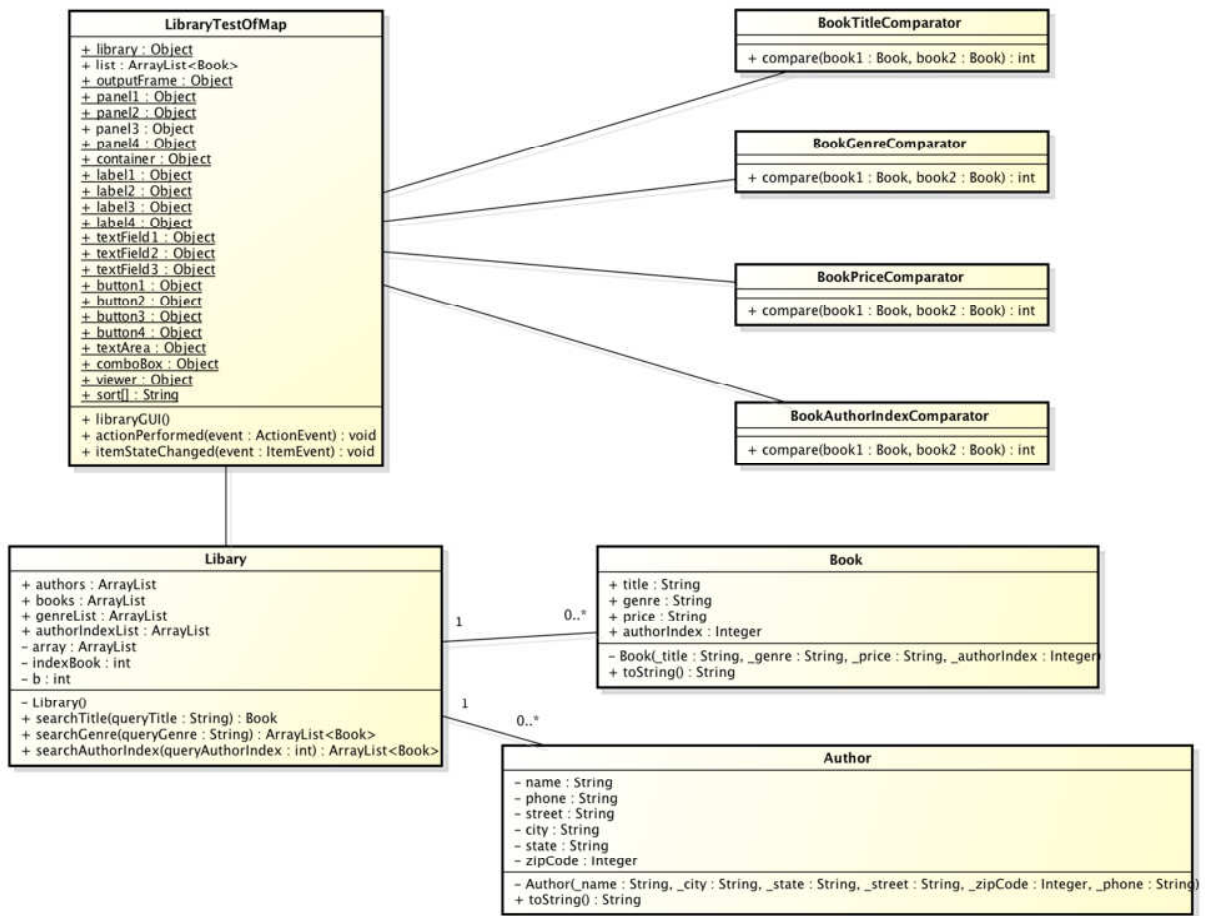 LibraryTestOfMap
+ library : Object
+ list : ArrayList<Book>
+ outputFrame : Object
+ panel1 : Object
+ panel2 : Object
+ panel3 : Object
+ panel4 : Object
+ container : Object
+ label1 : Object
+ label2 : Object
+ label3 : Object
+ label4 : Object
+ textField1 : Object
+ textField2 : Object
+ textField3 : Object
+ button1 : Object
+ button2 : Object
+ button3 : Object
+ button4 : Object
+ textArea : Object
+ comboBox : Object
+ viewer : Object
+ sort[] : String
+ libraryGUI()
+ actionPerformed(event : ActionEvent) : void
+ itemStateChanged(event : ItemEvent) : void
BookTitleComparator
+ compare(book1 : Book, book2 : Book) : int
BookGenreComparator
+ compare(book1 : Book, book2 : Book) : int
BookPriceComparator
+ compare(book1 : Book, book2 : Book) : int
BookAuthorIndexComparator
+ compare(book1 : Book, book2 : Book) : int
Libary
+ authors : ArrayList
+ books : ArrayList
+ genreList : ArrayList
+ authorIndexList : ArrayList
- array : ArrayList
- indexBook : int
- b : int
- Library()
+ searchTitle(queryTitle : String) : Book
+ searchGenre(queryGenre : String) : ArrayList<Book>
+ searchAuthorIndex(queryAuthorIndex : int) : ArrayList<Book>
1
0..*
1
0..*
Book
+ title : String
+ genre : String
+ price : String
+ authorIndex : Integer
- Book(_title : String, _genre : String, _price : String, _authorIndex : Integer)
+ toString() : String
Author
- name : String
- phone : String
- street : String
- city : String
- state : String
- zipCode : Integer
- Author(_name : String, _city : String, _state : String, _street : String, _zipCode : Integer, _phone : String)
+ toString() : String